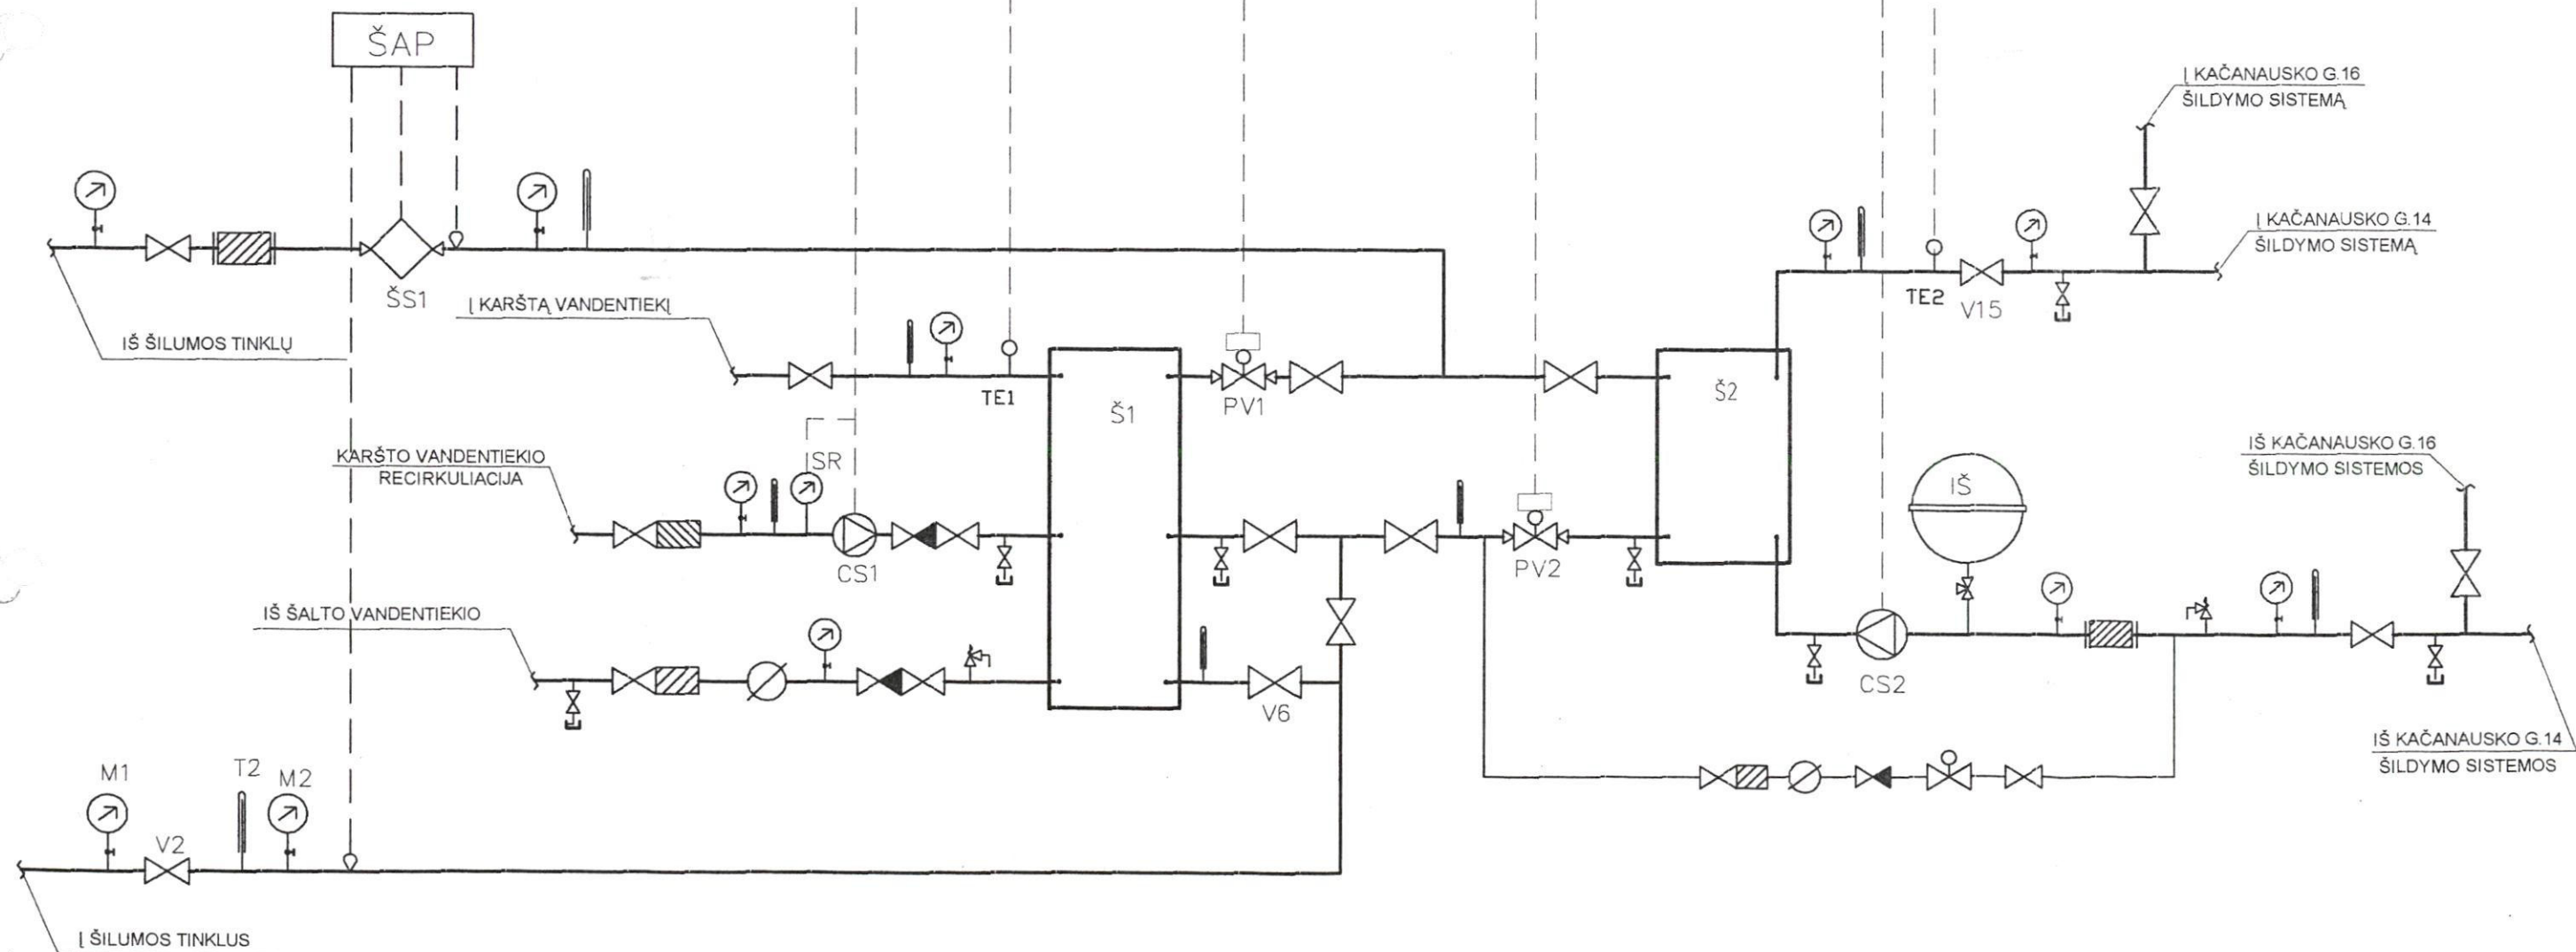 ŠAP
Į KAČANAUSKO G.16
ŠILDYMO SISTEMĄ
Į KAČANAUSKO G.14
ŠILDYMO SISTEMĄ
ŠS1
TE2
V15
Į KARŠTĄ VANDENTIEKĮ
IŠ ŠILUMOS TINKLŲ
TE1
Š1
PV1
Š2
KARŠTO VANDENTIEKIO
RECIRKULIACIJA
SR
CS1
PV2
IŠ
IŠ KAČANAUSKO G.16
ŠILDYMO SISTEMOS
IŠ ŠALTO VANDENTIEKIO
V6
CS2
IŠ KAČANAUSKO G.14
ŠILDYMO SISTEMOS
M1
V2
T2
M2
Į ŠILUMOS TINKLUS